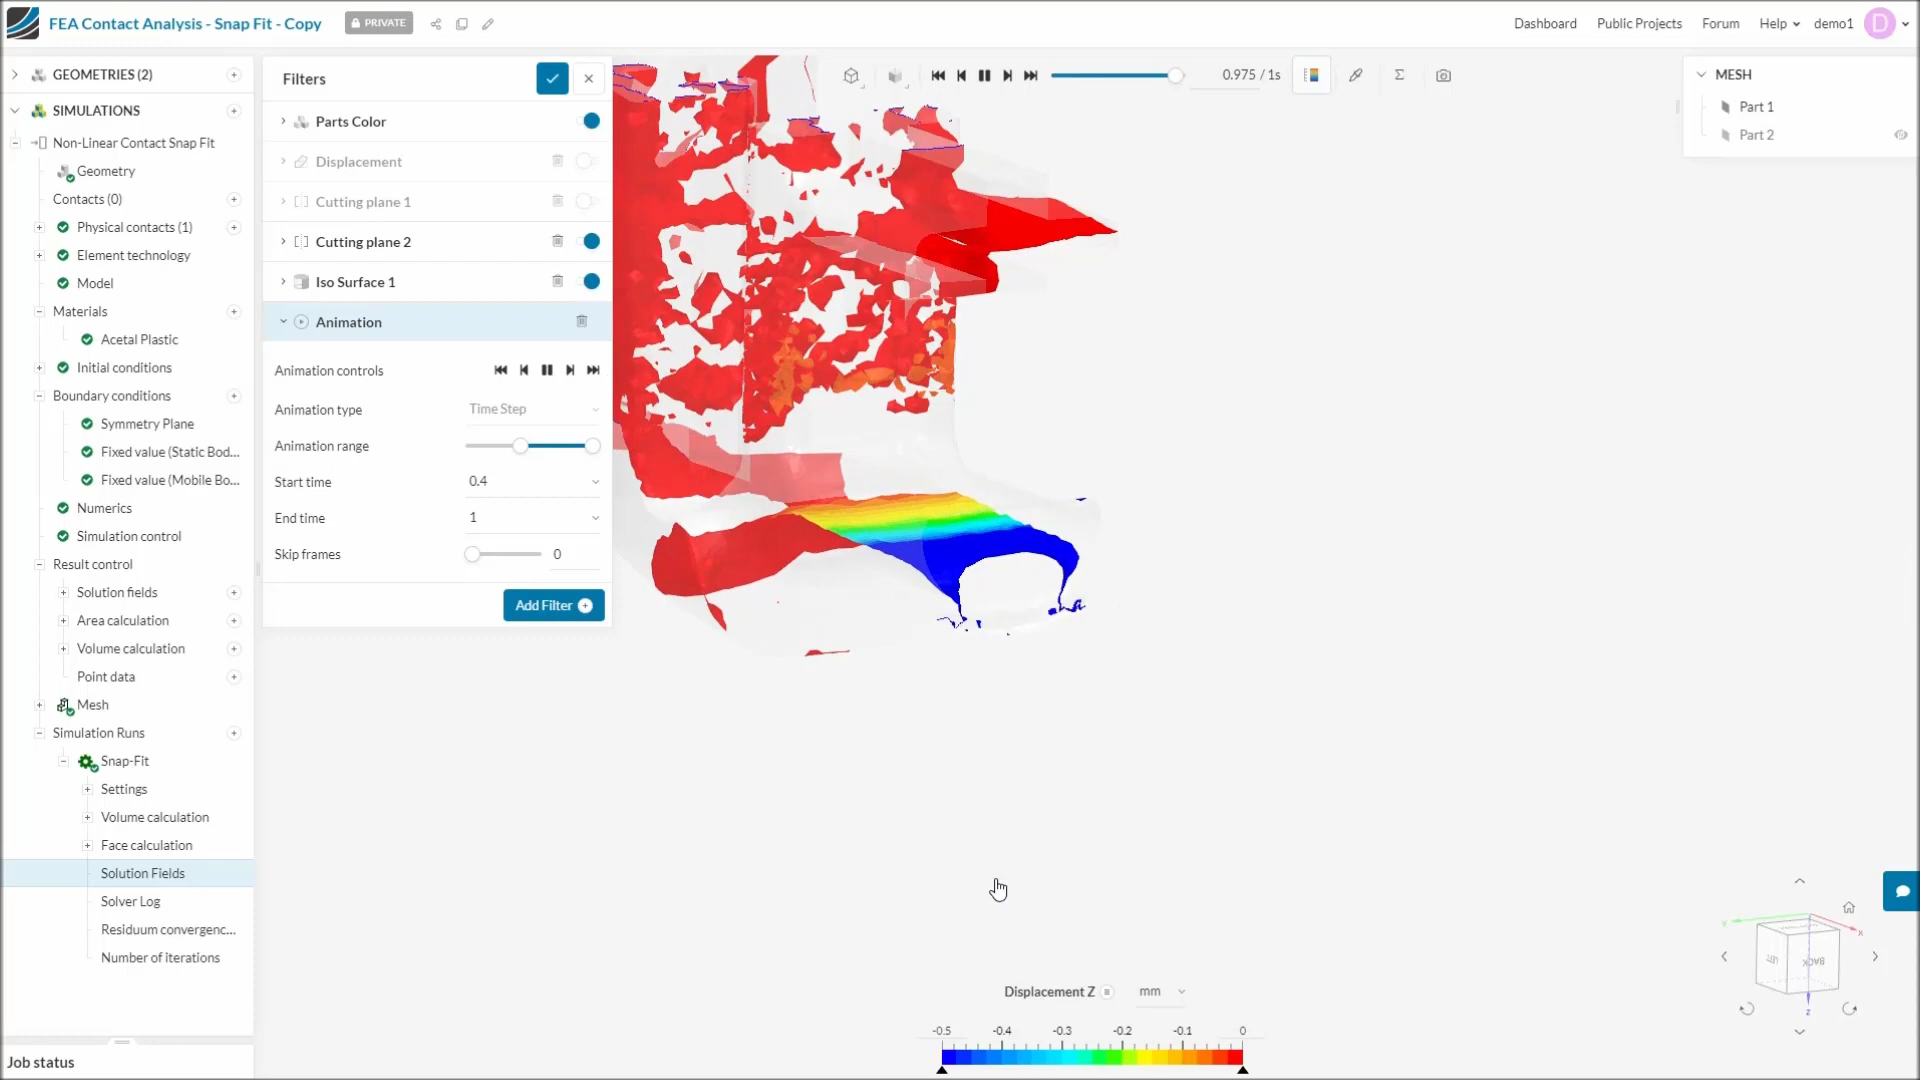 FEA Contact Analysis - Snap Fit - Copy
PRIVATE
Dashboard
Public Projects
Forum
Help
demo1
D
GEOMETRIES (2)
SIMULATIONS
Non-Linear Contact Snap Fit
Geometry
Contacts (0)
Physical contacts (1)
Element technology
Model
Materials
Acetal Plastic
Initial conditions
Boundary conditions
Symmetry Plane
Fixed value (Static Bod...
Fixed value (Mobile Bo...
Numerics
Simulation control
Result control
Solution fields
Area calculation
Volume calculation
Point data
Mesh
Simulation Runs
Snap-Fit
Settings
Volume calculation
Face calculation
Solution Fields
Solver Log
Residuum convergenc...
Number of iterations
Job status
Filters
Parts Color
Displacement
Cutting plane 1
Cutting plane 2
Iso Surface 1
Animation
Animation controls
Animation type
Time Step
Animation range
Start time
0.4
End time
1
Skip frames
0
Add Filter
0.975 / 1s
MESH
Part 1
Part 2
Displacement Z
mm
-0.5 -0.4 -0.3 -0.2 -0.1 0
Y
X
LEFT
BACK
Z